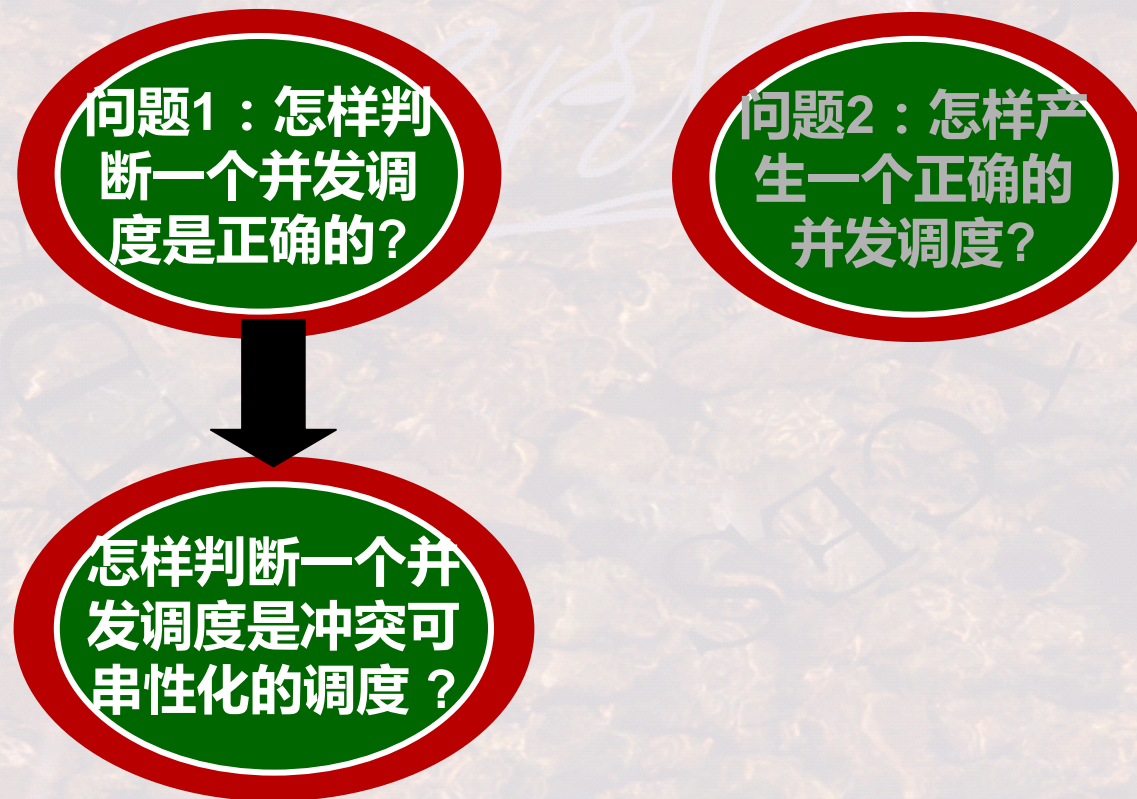 问题1：怎样判
断一个并发调
度是正确的?
问题2：怎样产
生一个正确的
并发调度?
怎样判断一个并
发调度是冲突可
串性化的调度？